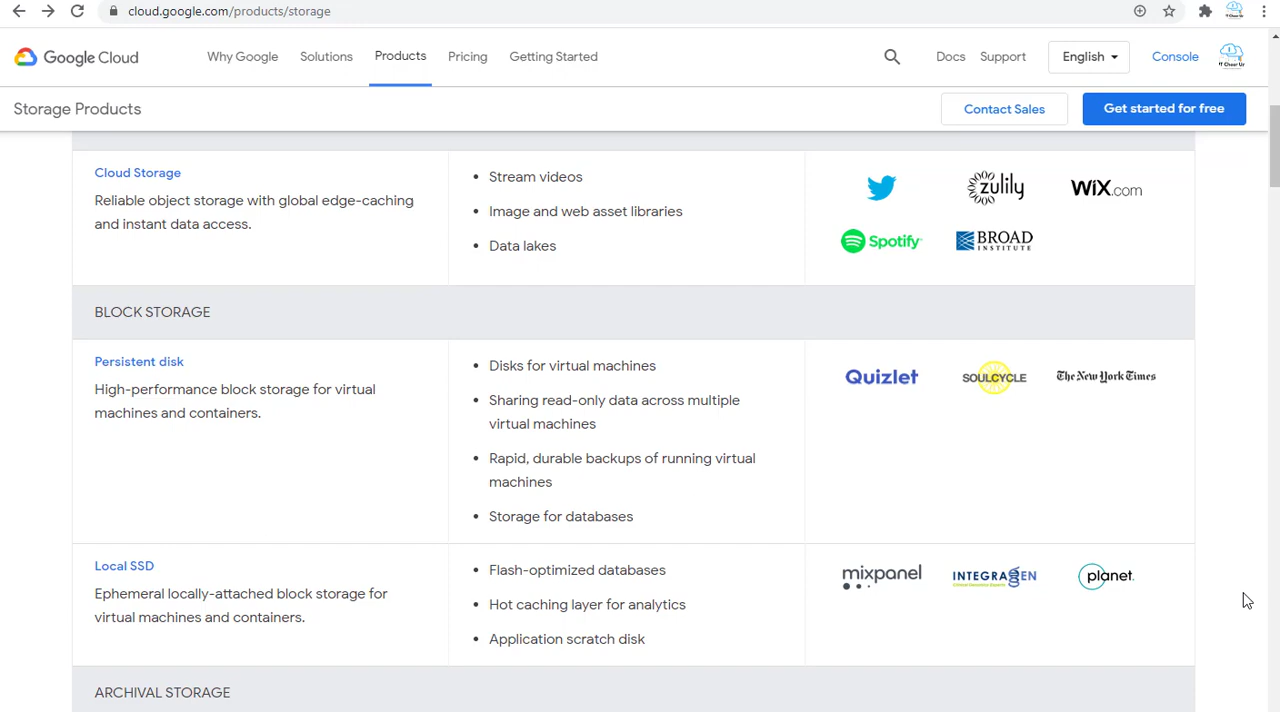 cloud.google.com/products/storage
Google Cloud
Why Google
Solutions
Products
Pricing
Getting Started
Docs
Support
English
Console
Storage Products
Contact Sales
Get started for free
Cloud Storage
Reliable object storage with global edge-caching
and instant data access.
• Stream videos
• Image and web asset libraries
• Data lakes
zulily
WiX.com
Spotify
BROAD
INSTITUTE
BLOCK STORAGE
Persistent disk
High-performance block storage for virtual
machines and containers.
• Disks for virtual machines
• Sharing read-only data across multiple
virtual machines
• Rapid, durable backups of running virtual
machines
• Storage for databases
Quizlet
SOULCYCLE
The New York Times
Local SSD
Ephemeral locally-attached block storage for
virtual machines and containers.
• Flash-optimized databases
• Hot caching layer for analytics
• Application scratch disk
mixpanel
INTEGRAGEN
planet.
ARCHIVAL STORAGE